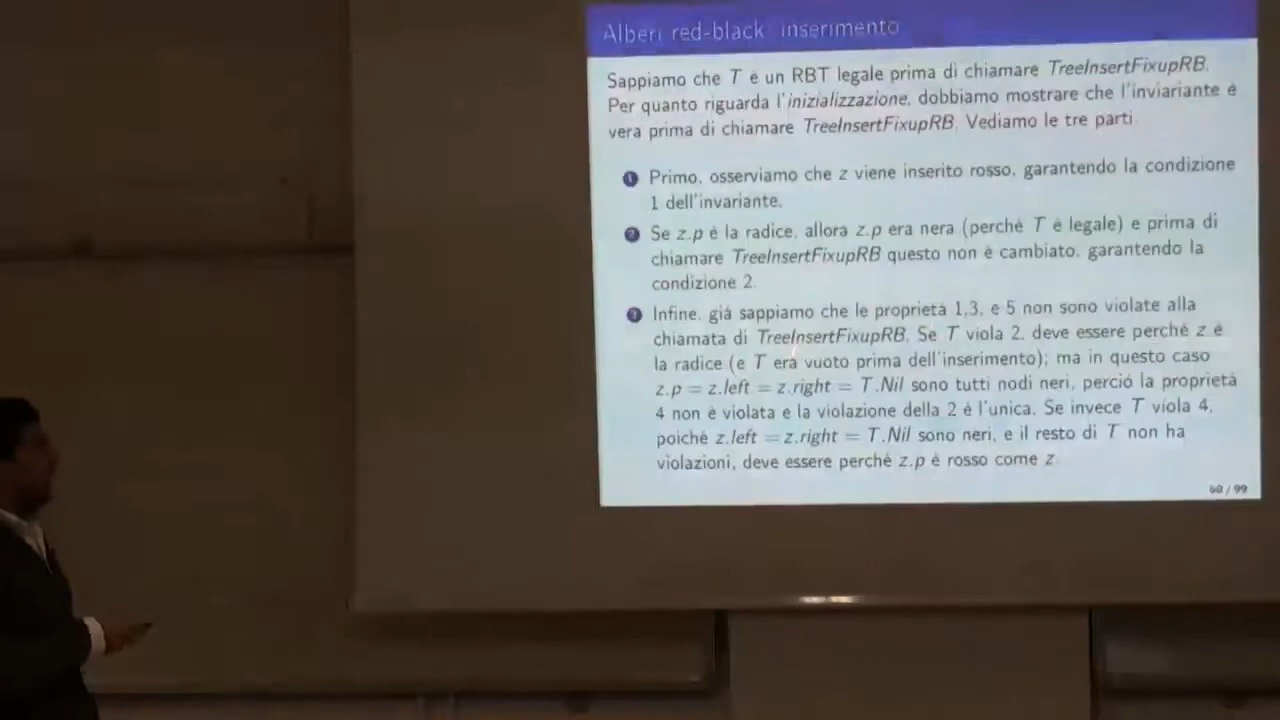 Alberi red-black: inserimento
Sappiamo che T è un RBT legale prima di chiamare TreeInsertFixupRB.
Per quanto riguarda l'inizializzazione, dobbiamo mostrare che l'inviariante è
vera prima di chiamare TreeInsertFixupRB. Vediamo le tre parti.
1 Primo, osserviamo che z viene inserito rosso, garantendo la condizione
1 dell'invariante.
2 Se z.p è la radice, allora z.p era nera (perché T è legale) e prima di
chiamare TreeInsertFixupRB questo non è cambiato, garantendo la
condizione 2.
3 Infine, già sappiamo che le proprietà 1,3, e 5 non sono violate alla
chiamata di TreeInsertFixupRB. Se T viola 2, deve essere perché z è
la radice (e T era vuoto prima dell'inserimento); ma in questo caso
z.p = z.left = z.right = T.Nil sono tutti nodi neri, perciò la proprietà
4 non è violata e la violazione della 2 è l'unica. Se invece T viola 4,
poiché z.left = z.right = T.Nil sono neri, e il resto di T non ha
violazioni, deve essere perché z.p è rosso come z.
60 / 99